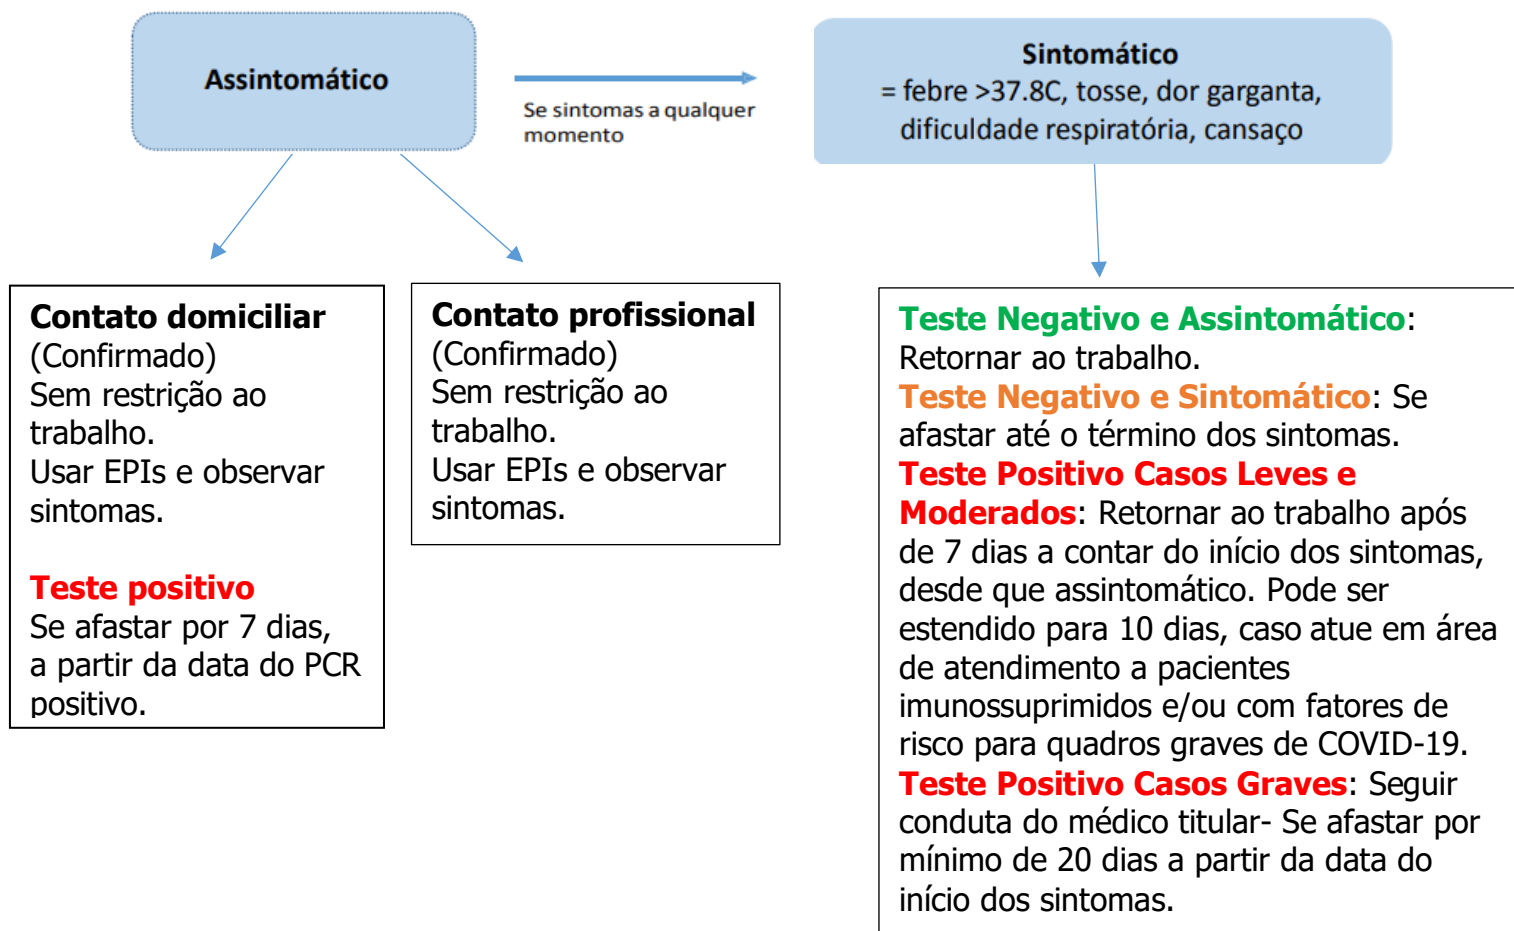 Assintomático
Se sintomas a qualquer
momento
Sintomático
= febre >37.8C, tosse, dor garganta,
dificuldade respiratória, cansaço
Contato domiciliar
(Confirmado)
Sem restrição ao
trabalho.
Usar EPIs e observar
sintomas.
Teste positivo
Se afastar por 7 dias,
a partir da data do PCR
positivo.
Contato profissional
(Confirmado)
Sem restrição ao
trabalho.
Usar EPIs e observar
sintomas.
Teste Negativo e Assintomático:
Retornar ao trabalho.
Teste Negativo e Sintomático: Se
afastar até o término dos sintomas.
Teste Positivo Casos Leves e
Moderados: Retornar ao trabalho após
de 7 dias a contar do início dos sintomas,
desde que assintomático. Pode ser
estendido para 10 dias, caso atue em área
de atendimento a pacientes
imunossuprimidos e/ou com fatores de
risco para quadros graves de COVID-19.
Teste Positivo Casos Graves: Seguir
conduta do médico titular- Se afastar por
mínimo de 20 dias a partir da data do
início dos sintomas.